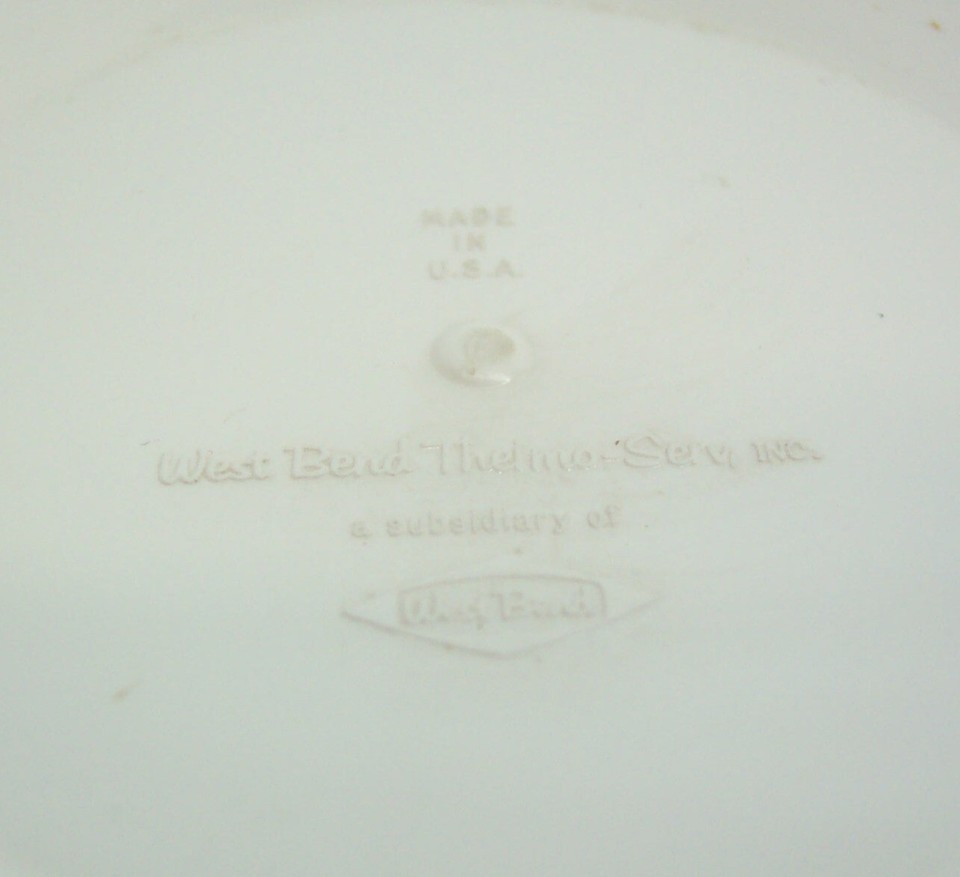 MADE
IN
U.S.A.
West Bend Thermo-Serv, INC.
a subsidiary of
West Bend